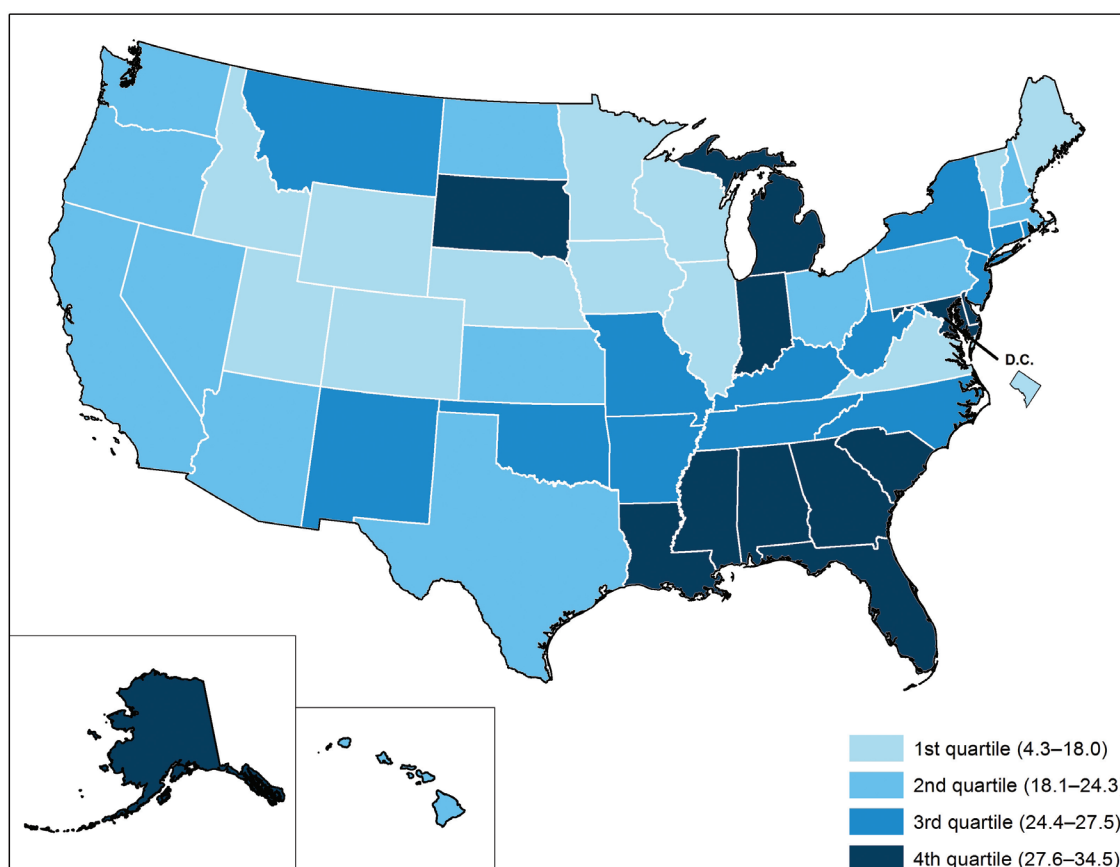 D.C.
1st quartile (4.3–18.0)
2nd quartile (18.1–24.3
3rd quartile (24.4–27.5)
4th quartile (27.6–34.5)